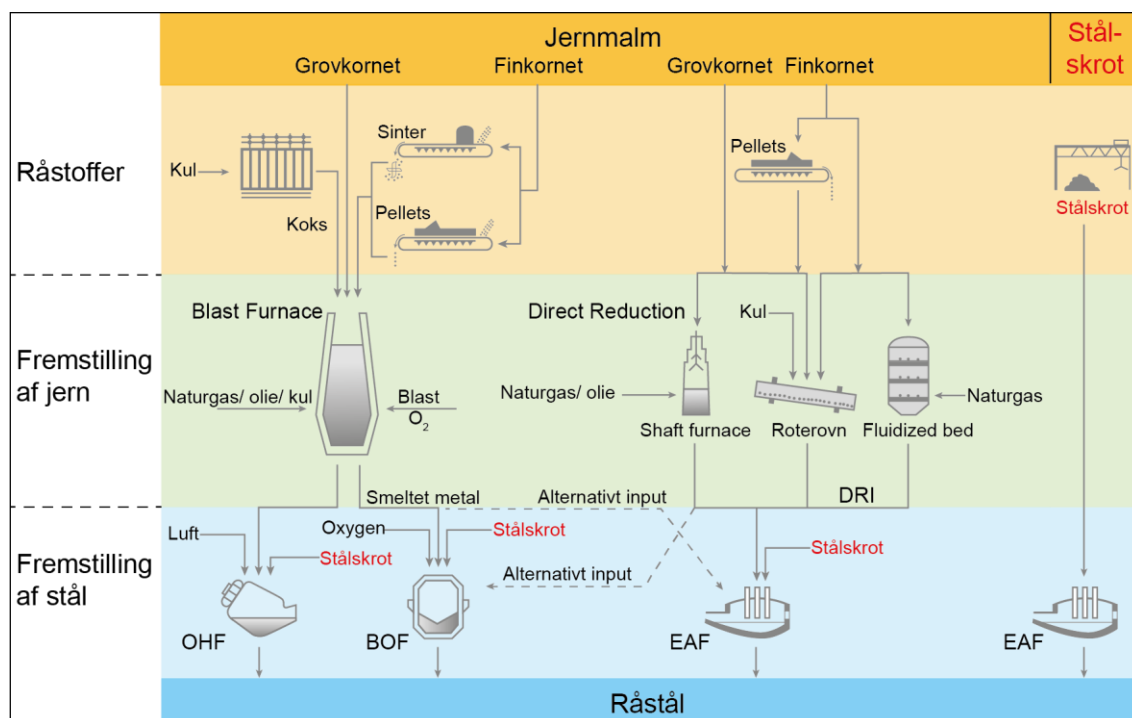 Jernmalm
Stål-
skrot
Grovkornet
Finkornet
Grovkornet
Finkornet
Råstoffer
Kul
Koks
Sinter
Pellets
Pellets
Stålskrot
Fremstilling
af jern
Blast Furnace
Naturgas/ olie/ kul
Blast
O2
Direct Reduction
Kul
Naturgas/ olie
Naturgas
Shaft furnace
Roterovn
Fluidized bed
Smeltet metal
Alternativt input
DRI
Fremstilling
af stål
Luft
Stålskrot
Oxygen
Stålskrot
Alternativt input
Stålskrot
OHF
BOF
EAF
EAF
Råstål